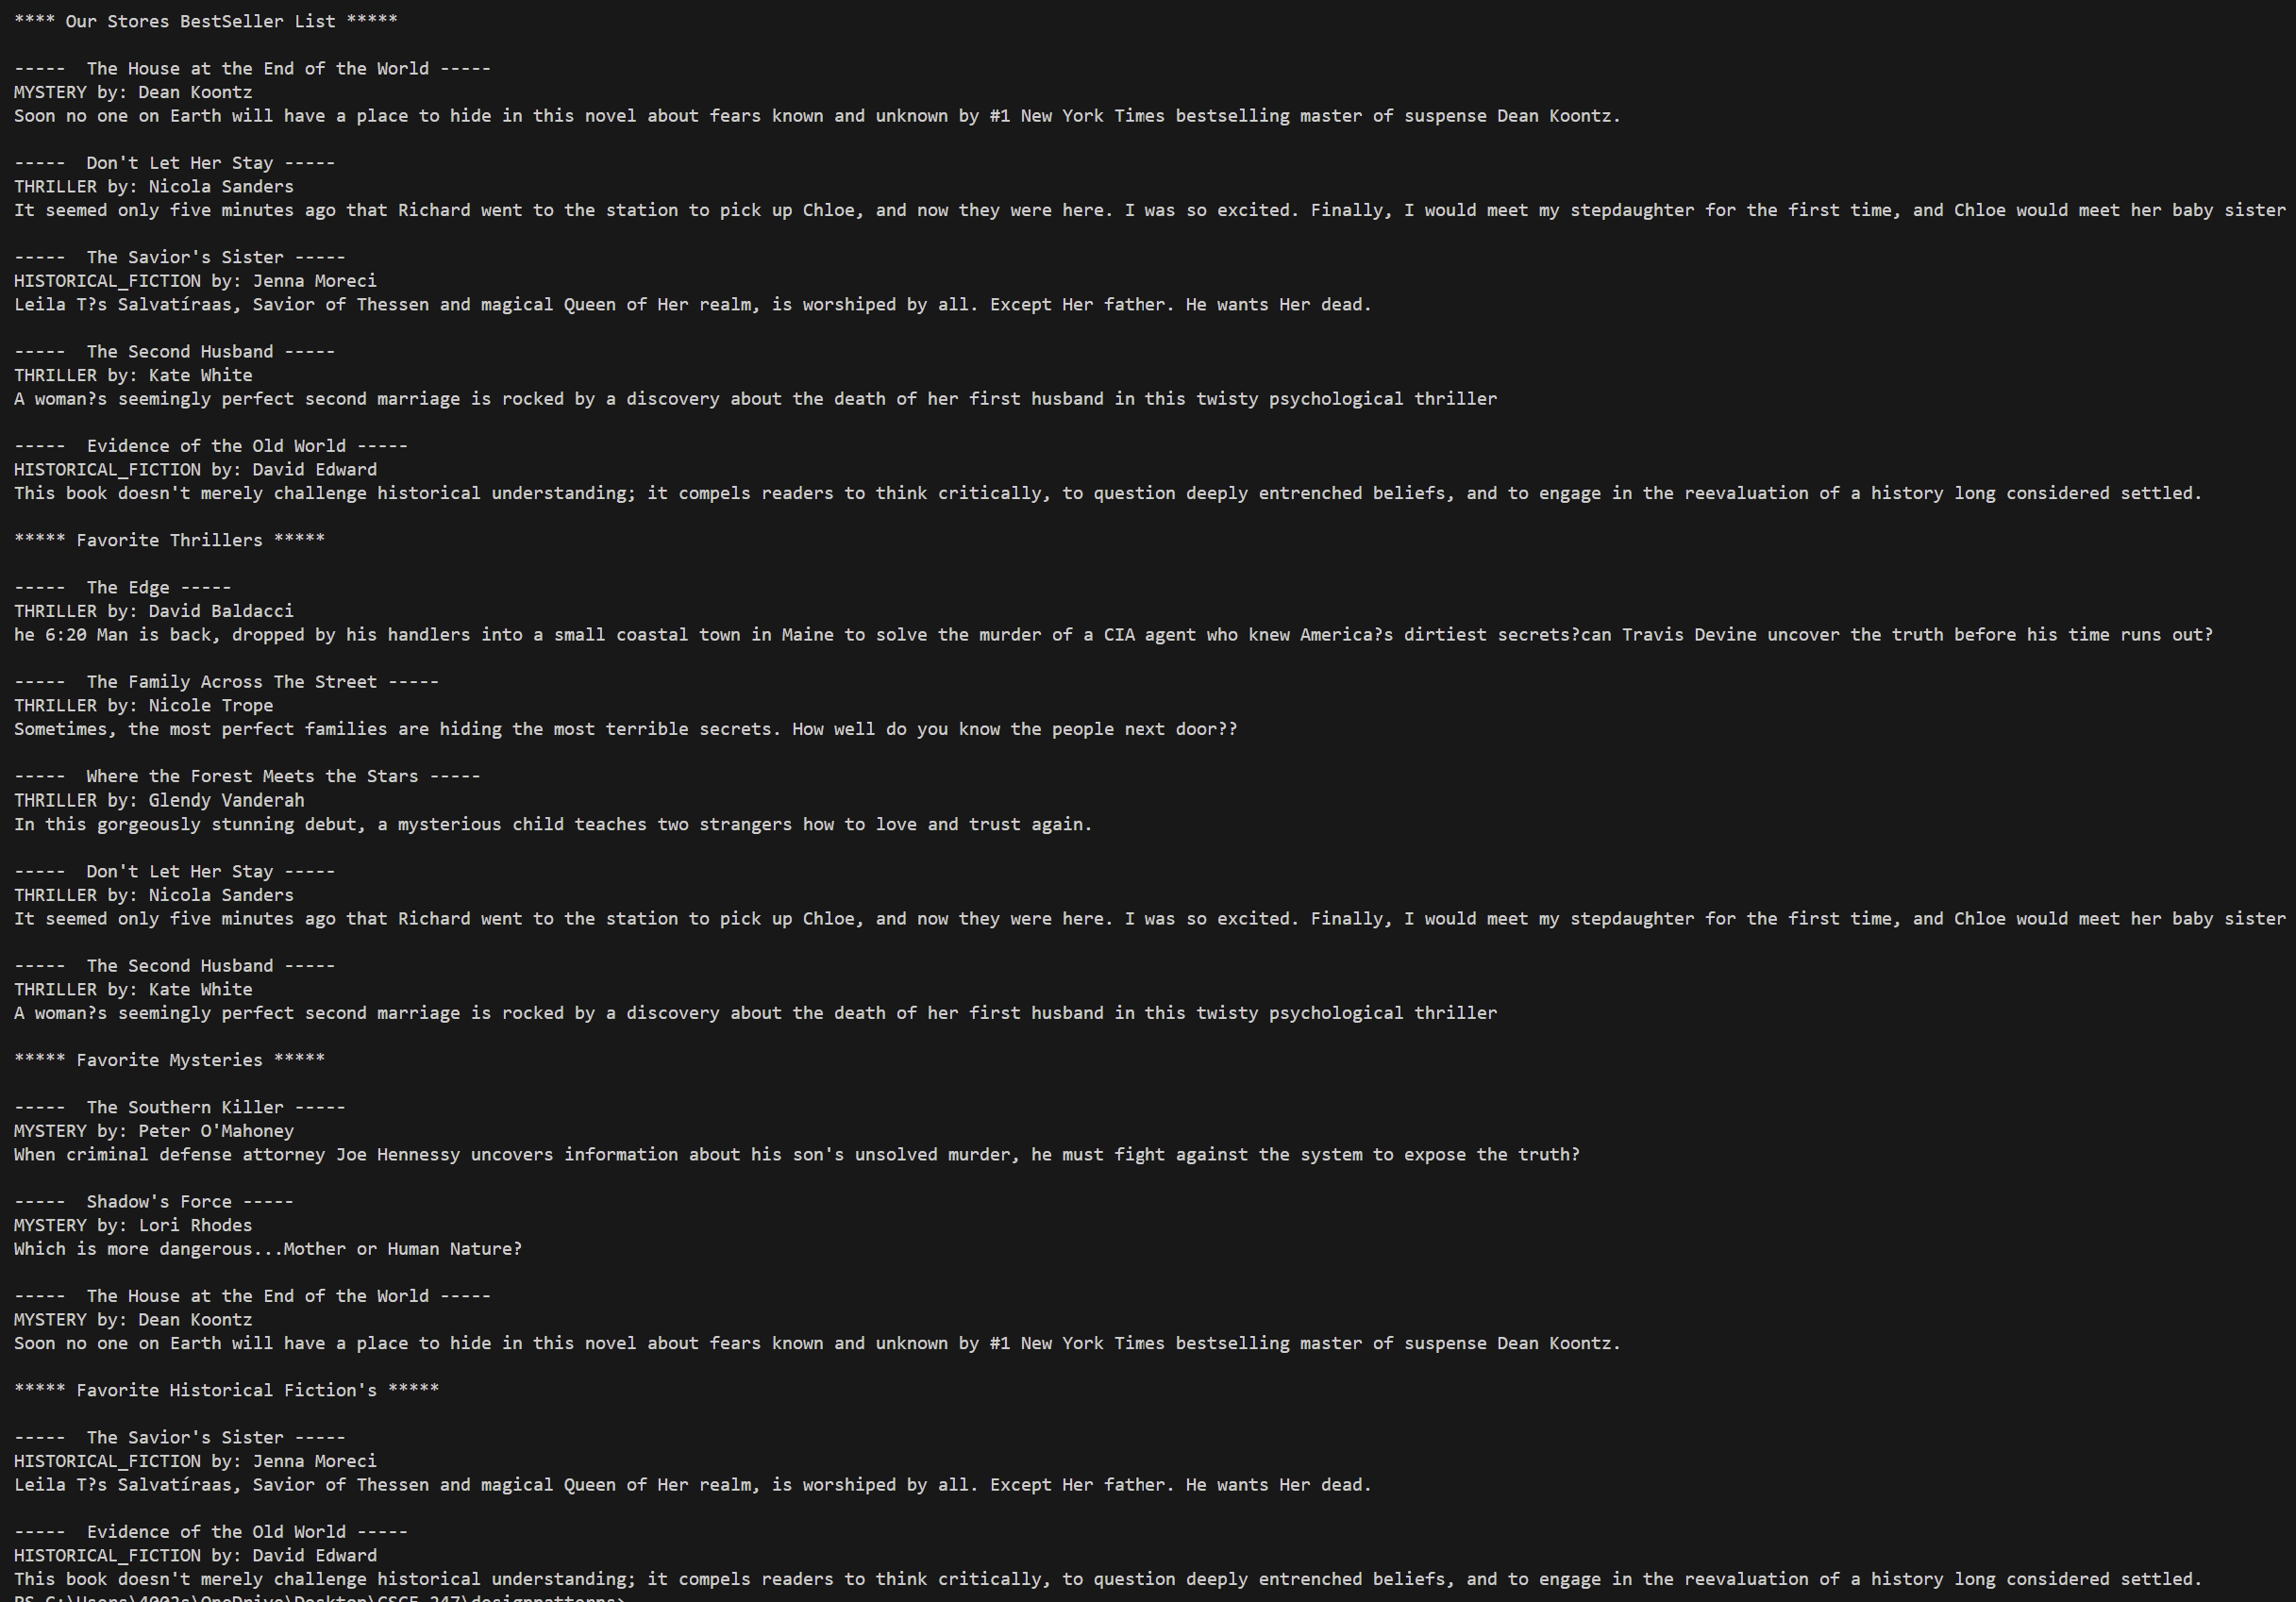 **** Our Stores BestSeller List *****
-----  The House at the End of the World -----
MYSTERY by: Dean Koontz
Soon no one on Earth will have a place to hide in this novel about fears known and unknown by #1 New York Times bestselling master of suspense Dean Koontz.
-----  Don't Let Her Stay -----
THRILLER by: Nicola Sanders
It seemed only five minutes ago that Richard went to the station to pick up Chloe, and now they were here. I was so excited. Finally, I would meet my stepdaughter for the first time, and Chloe would meet her baby sister
-----  The Savior's Sister -----
HISTORICAL_FICTION by: Jenna Moreci
Leila T?s Salvatíraas, Savior of Thessen and magical Queen of Her realm, is worshiped by all. Except Her father. He wants Her dead.
-----  The Second Husband -----
THRILLER by: Kate White
A woman?s seemingly perfect second marriage is rocked by a discovery about the death of her first husband in this twisty psychological thriller
-----  Evidence of the Old World -----
HISTORICAL_FICTION by: David Edward
This book doesn't merely challenge historical understanding; it compels readers to think critically, to question deeply entrenched beliefs, and to engage in the reevaluation of a history long considered settled.
***** Favorite Thrillers *****
-----  The Edge -----
THRILLER by: David Baldacci
he 6:20 Man is back, dropped by his handlers into a small coastal town in Maine to solve the murder of a CIA agent who knew America?s dirtiest secrets?can Travis Devine uncover the truth before his time runs out?
-----  The Family Across The Street -----
THRILLER by: Nicole Trope
Sometimes, the most perfect families are hiding the most terrible secrets. How well do you know the people next door??
-----  Where the Forest Meets the Stars -----
THRILLER by: Glendy Vanderah
In this gorgeously stunning debut, a mysterious child teaches two strangers how to love and trust again.
-----  Don't Let Her Stay -----
THRILLER by: Nicola Sanders
It seemed only five minutes ago that Richard went to the station to pick up Chloe, and now they were here. I was so excited. Finally, I would meet my stepdaughter for the first time, and Chloe would meet her baby sister
-----  The Second Husband -----
THRILLER by: Kate White
A woman?s seemingly perfect second marriage is rocked by a discovery about the death of her first husband in this twisty psychological thriller
***** Favorite Mysteries *****
-----  The Southern Killer -----
MYSTERY by: Peter O'Mahoney
When criminal defense attorney Joe Hennessy uncovers information about his son's unsolved murder, he must fight against the system to expose the truth?
-----  Shadow's Force -----
MYSTERY by: Lori Rhodes
Which is more dangerous...Mother or Human Nature?
-----  The House at the End of the World -----
MYSTERY by: Dean Koontz
Soon no one on Earth will have a place to hide in this novel about fears known and unknown by #1 New York Times bestselling master of suspense Dean Koontz.
***** Favorite Historical Fiction's *****
-----  The Savior's Sister -----
HISTORICAL_FICTION by: Jenna Moreci
Leila T?s Salvatíraas, Savior of Thessen and magical Queen of Her realm, is worshiped by all. Except Her father. He wants Her dead.
-----  Evidence of the Old World -----
HISTORICAL_FICTION by: David Edward
This book doesn't merely challenge historical understanding; it compels readers to think critically, to question deeply entrenched beliefs, and to engage in the reevaluation of a history long considered settled.